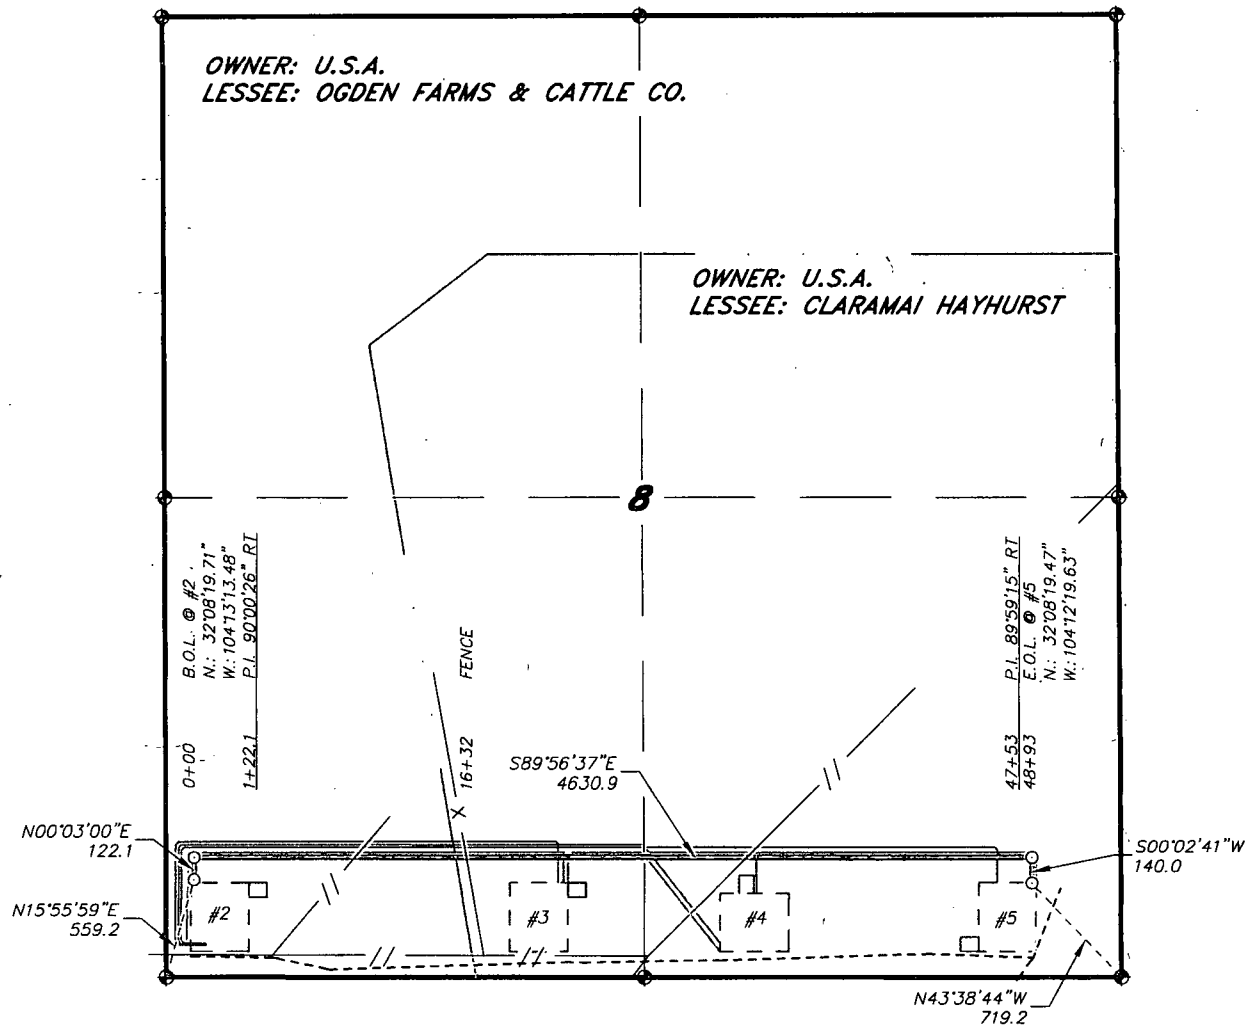 OWNER: U.S.A.
LESSEE: OGDEN FARMS & CATTLE CO.
OWNER: U.S.A.
LESSEE: CLARAMAI HAYHURST
8
0+00 B.O.L. @ #2
N.: 32°08'19.71"
W.: 104°13'13.48"
1+22.1 P.I. 90°00'26" RT
16+32 FENCE
47+53 P.I. 89°59'15" RT
48+93 E.O.L. @ #5
N.: 32°08'19.47"
W.: 104°12'19.63"
S89°56'37"E
4630.9
X
//
N00°03'00"E
122.1
S00°02'41"W
140.0
//
N15°55'59"E
559.2
#2
#3
#4
#5
//
//
N43°38'44"W
719.2